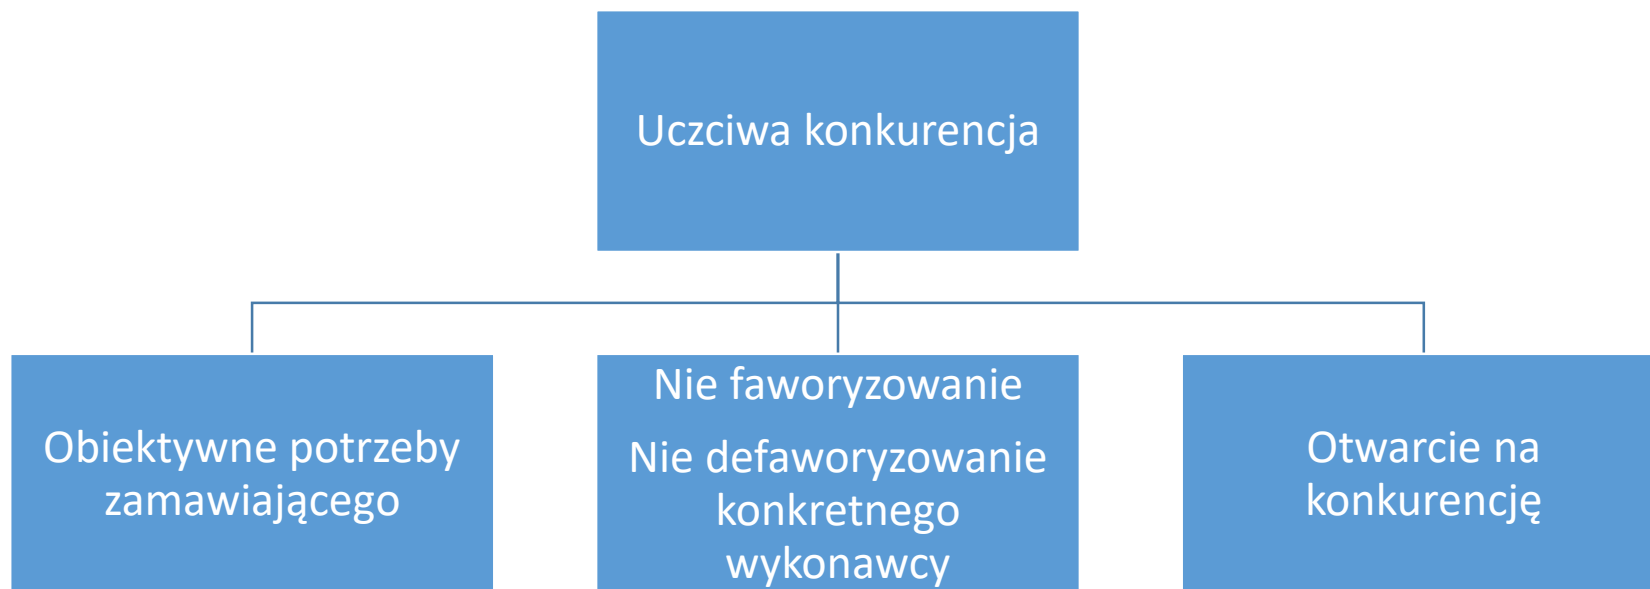 Uczciwa konkurencja
Obiektywne potrzeby
zamawiającego
Nie faworyzowanie
Nie defaworyzowanie
konkretnego
wykonawcy
Otwarcie na
konkurencję